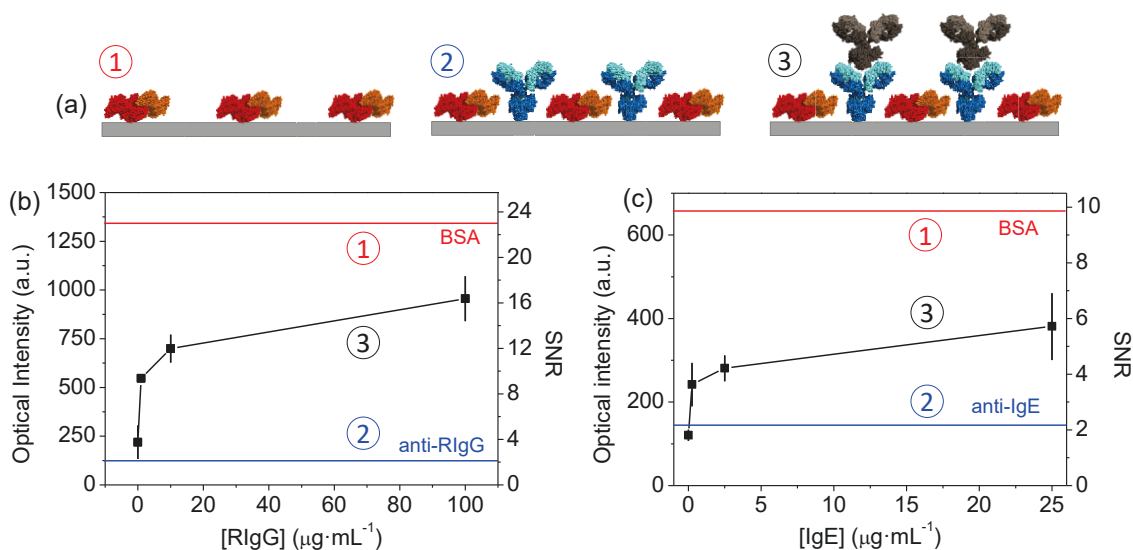 1
2
3
(a)
(b)
1500
1250
1000
750
500
250
0
Optical Intensity (a.u.)
24
20
16
12
8
4
0
SNR
BSA
1
3
2
anti-RIgG
0 20 40 60 80 100
[RIgG] (μg·mL⁻¹)
(c)
600
400
200
0
Optical intensity (a.u.)
10
8
6
4
2
0
SNR
BSA
1
3
2
anti-IgE
0 5 10 15 20 25
[IgE] (μg·mL⁻¹)